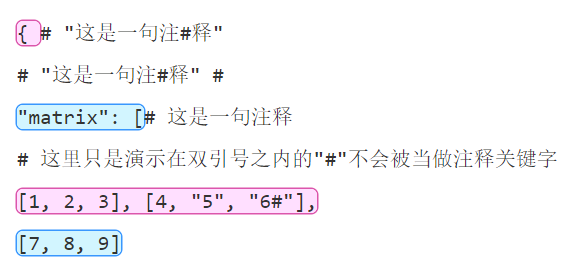 { # "这是一句注#释"
# "这是一句注#释" #
"matrix": [# 这是一句注释
# 这里只是演示在双引号之内的"#"不会被当做注释关键字
[1, 2, 3], [4, "5", "6#"],
[7, 8, 9]